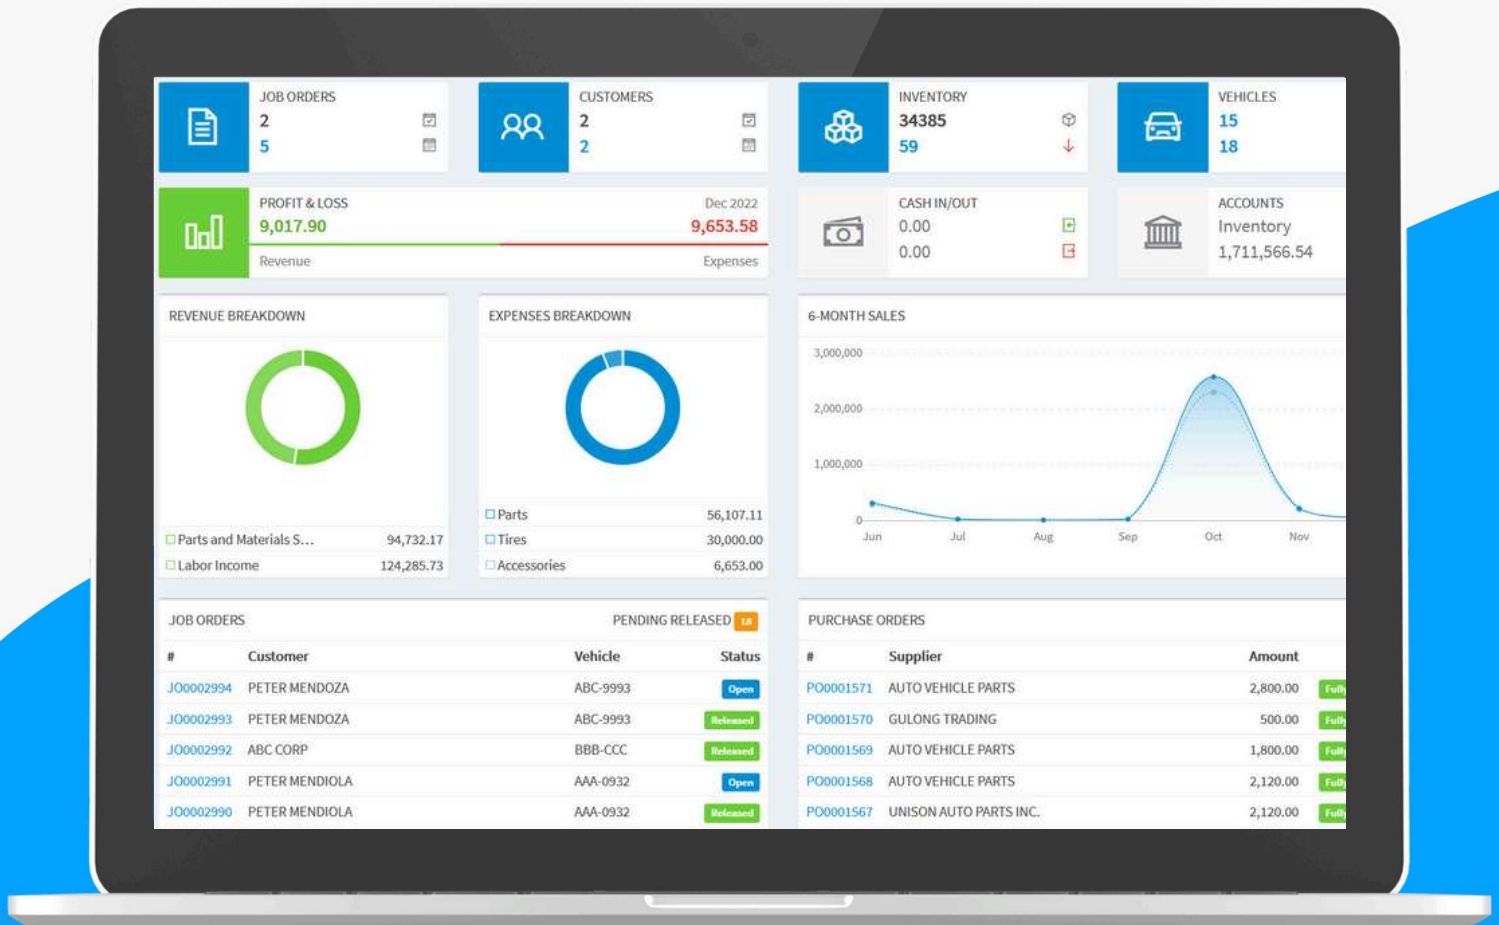 JOB ORDERS
2
5
CUSTOMERS
2
2
INVENTORY
34385
59
VEHICLES
15
18
PROFIT & LOSS
Dec 2022
9,017.90
9,653.58
Revenue
Expenses
CASH IN/OUT
0.00
0.00
ACCOUNTS
Inventory
1,711,566.54
REVENUE BREAKDOWN
Parts and Materials S... 94,732.17
Labor Income 124,285.73
EXPENSES BREAKDOWN
Parts 56,107.11
Tires 30,000.00
Accessories 6,653.00
6-MONTH SALES
3,000,000
2,000,000
1,000,000
0
Jun Jul Aug Sep Oct Nov
JOB ORDERS PENDING RELEASED 18
# Customer Vehicle Status
JO0002994 PETER MENDOZA ABC-9993 Open
JO0002993 PETER MENDOZA ABC-9993 Released
JO0002992 ABC CORP BBB-CCC Released
JO0002991 PETER MENDIOLA AAA-0932 Open
JO0002990 PETER MENDIOLA AAA-0932 Released
PURCHASE ORDERS
# Supplier Amount
PO0001571 AUTO VEHICLE PARTS 2,800.00 Fully
PO0001570 GULONG TRADING 500.00 Fully
PO0001569 AUTO VEHICLE PARTS 1,800.00 Fully
PO0001568 AUTO VEHICLE PARTS 2,120.00 Fully
PO0001567 UNISON AUTO PARTS INC. 2,120.00 Fully